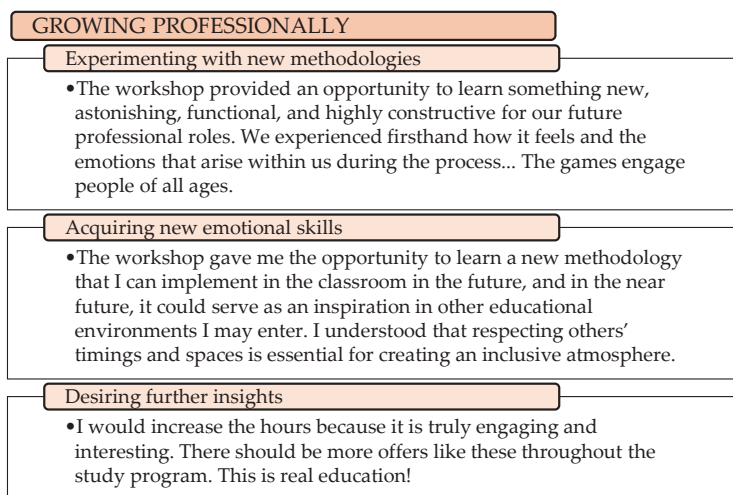 GROWING PROFESSIONALLY
Experimenting with new methodologies
•The workshop provided an opportunity to learn something new,
astonishing, functional, and highly constructive for our future
professional roles. We experienced firsthand how it feels and the
emotions that arise within us during the process... The games engage
people of all ages.
Acquiring new emotional skills
•The workshop gave me the opportunity to learn a new methodology
that I can implement in the classroom in the future, and in the near
future, it could serve as an inspiration in other educational
environments I may enter. I understood that respecting others’
timings and spaces is essential for creating an inclusive atmosphere.
Desiring further insights
•I would increase the hours because it is truly engaging and
interesting. There should be more offers like these throughout the
study program. This is real education!